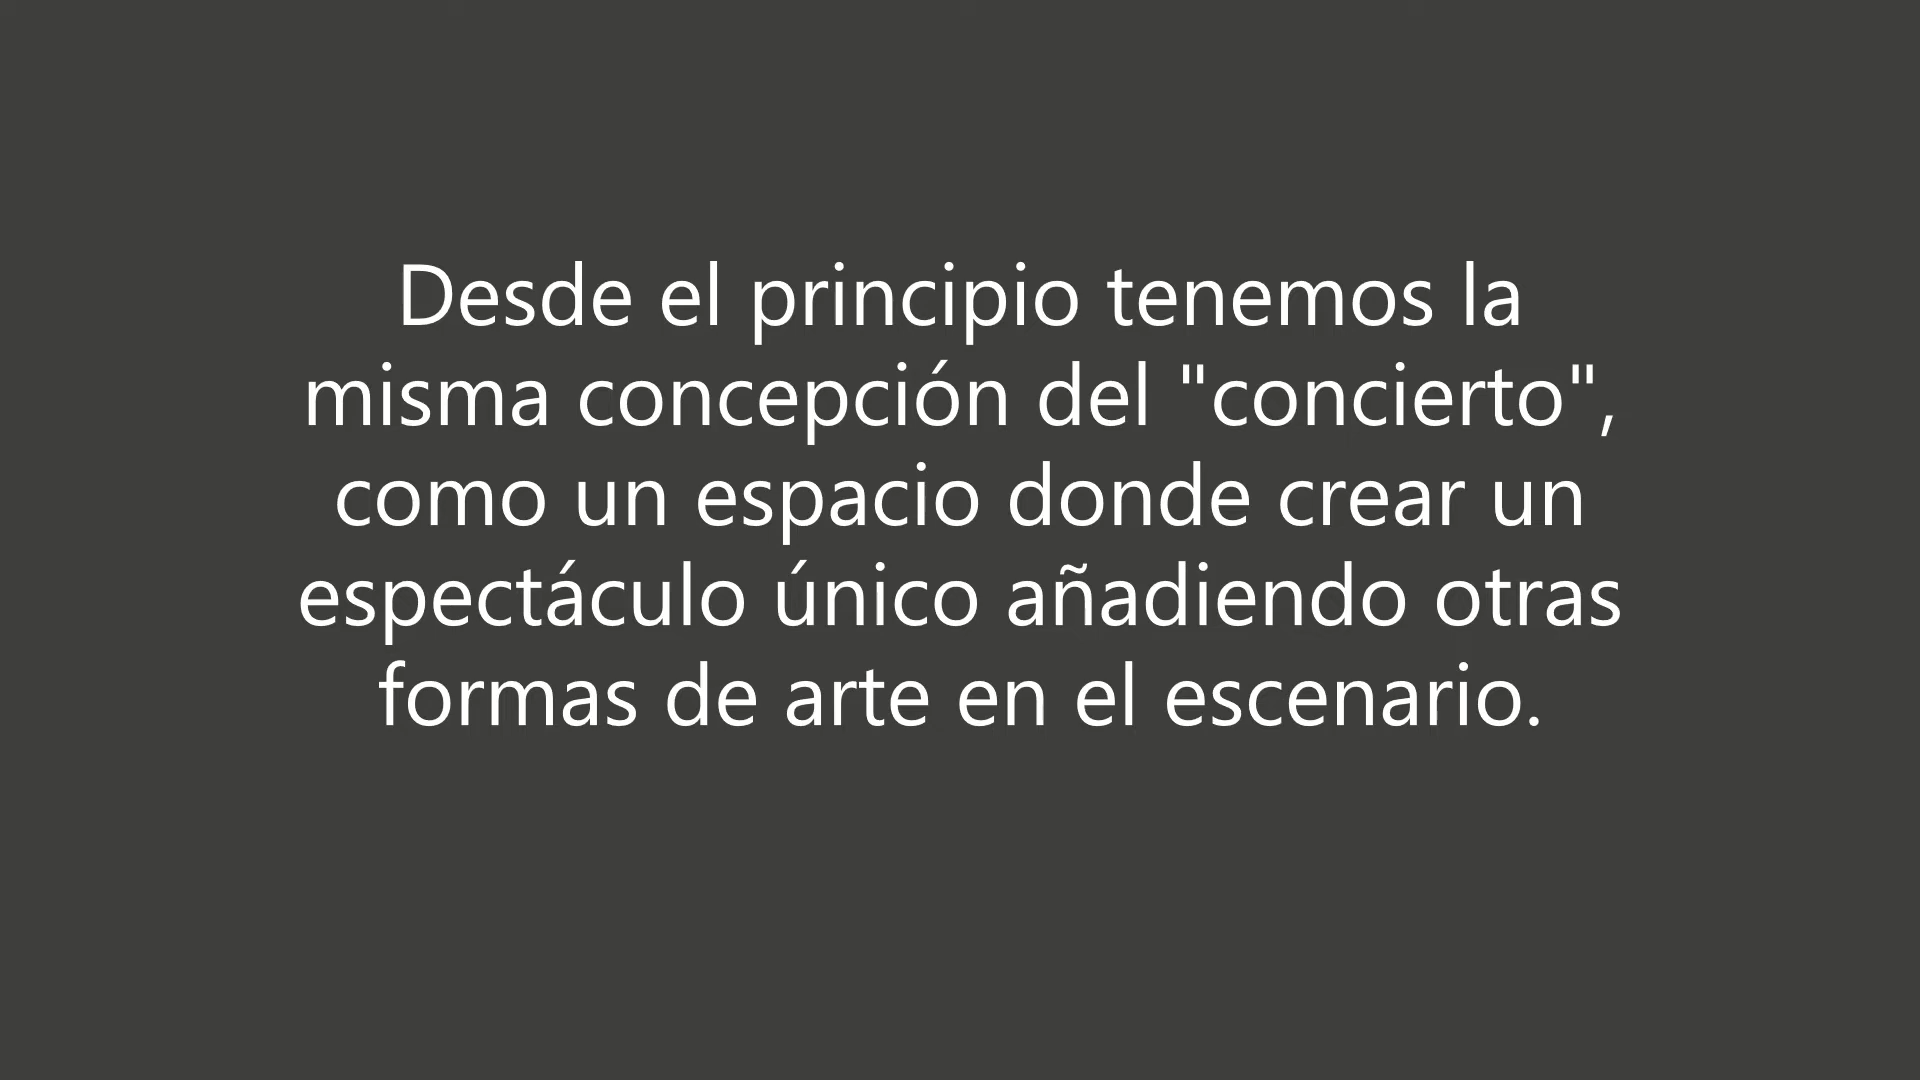 Desde el principio tenemos la
misma concepción del "concierto",
como un espacio donde crear un
espectáculo único añadiendo otras
formas de arte en el escenario.